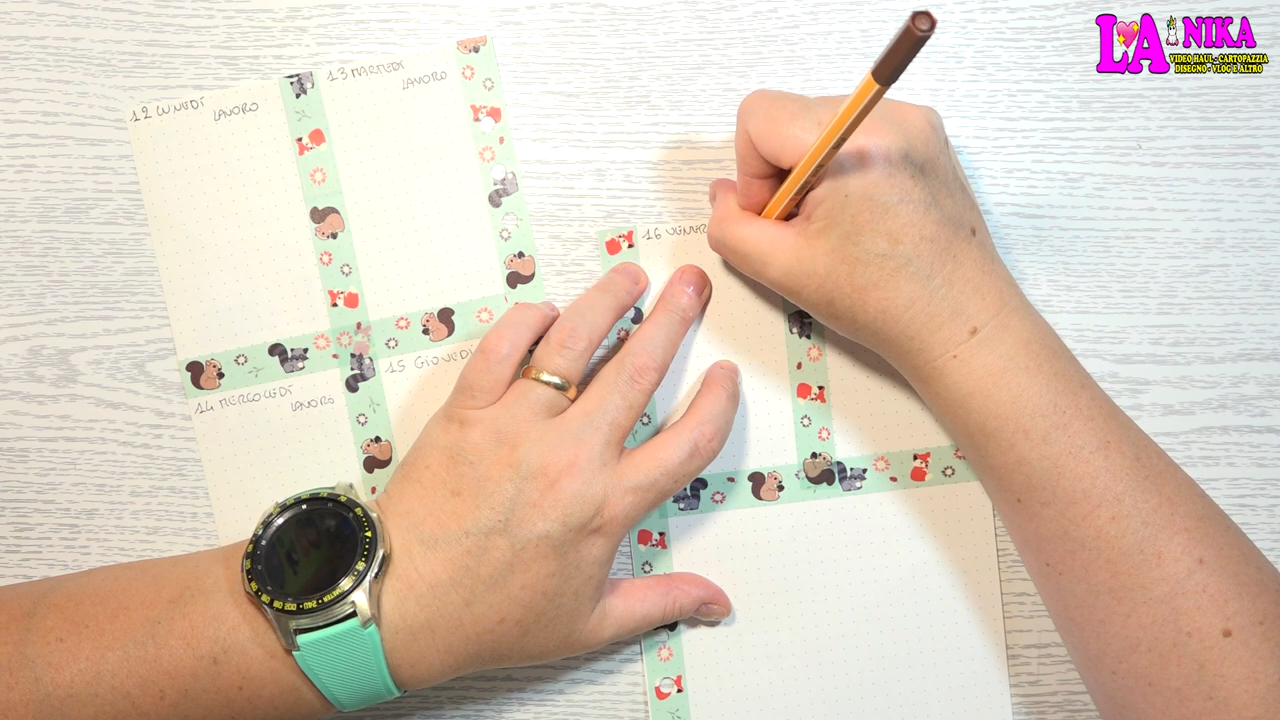 12 LUNEDÌ
LAVORO
13 MARTEDÌ
LAVORO
14 MERCOLEDÌ
LAVORO
15 GIOVEDÌ
16 VENER
LA NIKA
VIDEO HAUL - CARTOPAZZIA
DISEGNO - VLOG E ALTRO